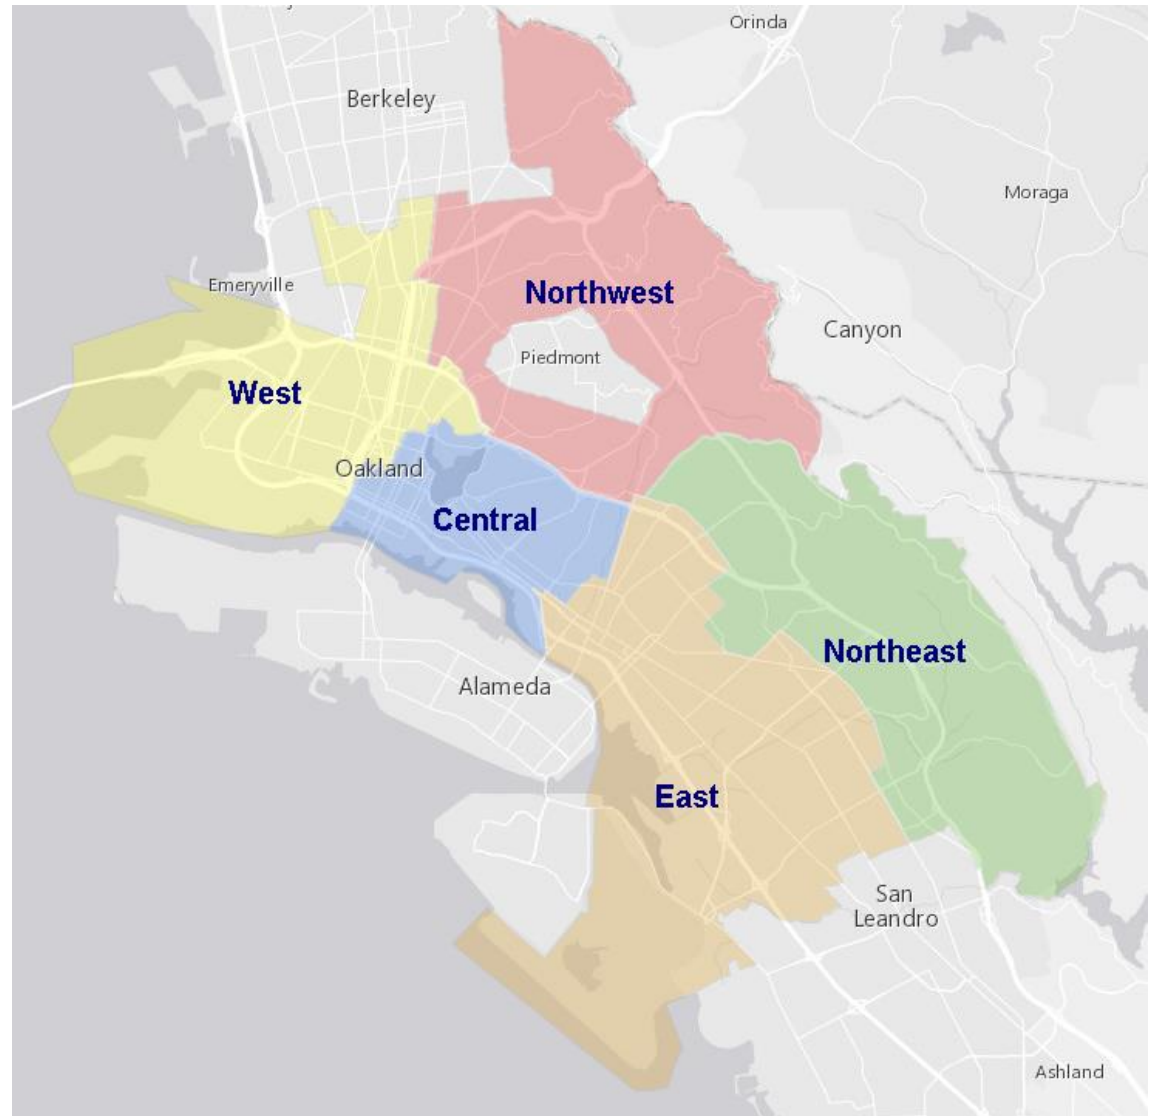 Orinda
Berkeley
Moraga
Emeryville
Northwest
Canyon
Piedmont
West
Oakland
Central
Northeast
Alameda
East
San
Leandro
Ashland